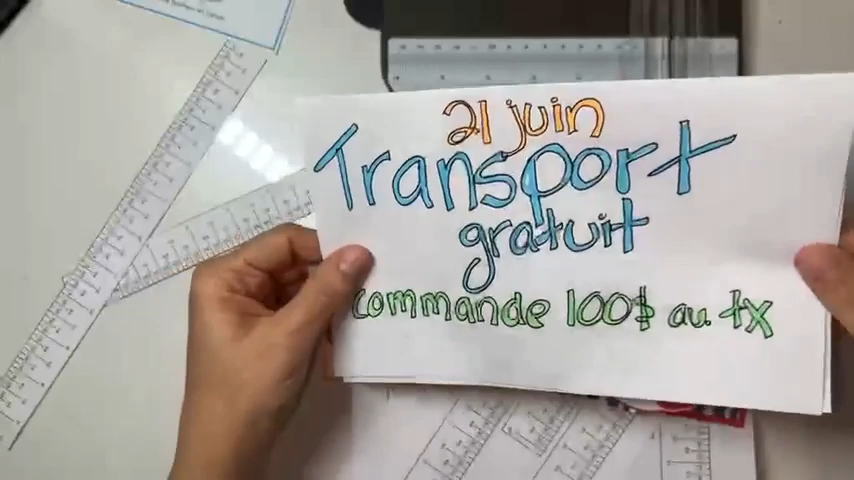 21 juin
Transport
gratuit
commande 100$ au tx